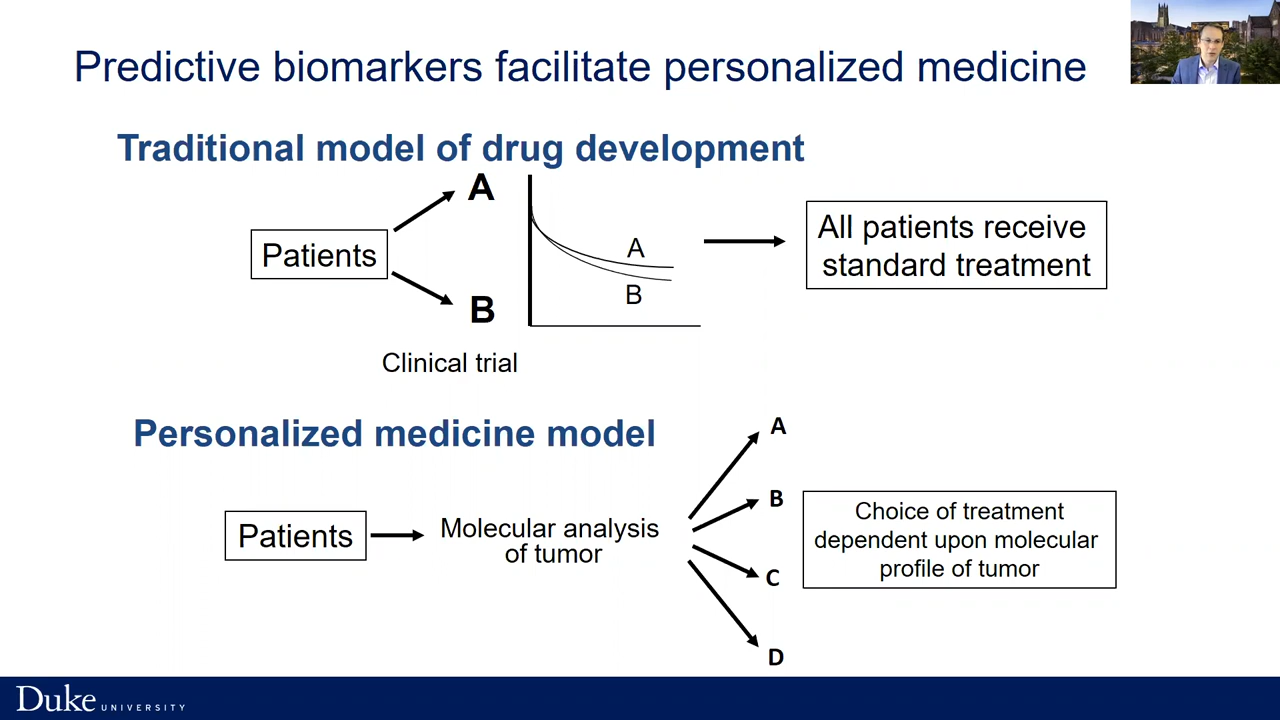 Predictive biomarkers facilitate personalized medicine
Traditional model of drug development
Patients
A
B
A
B
Clinical trial
All patients receive
standard treatment
Personalized medicine model
Patients
Molecular analysis
of tumor
A
B
C
D
Choice of treatment
dependent upon molecular
profile of tumor
Duke UNIVERSITY